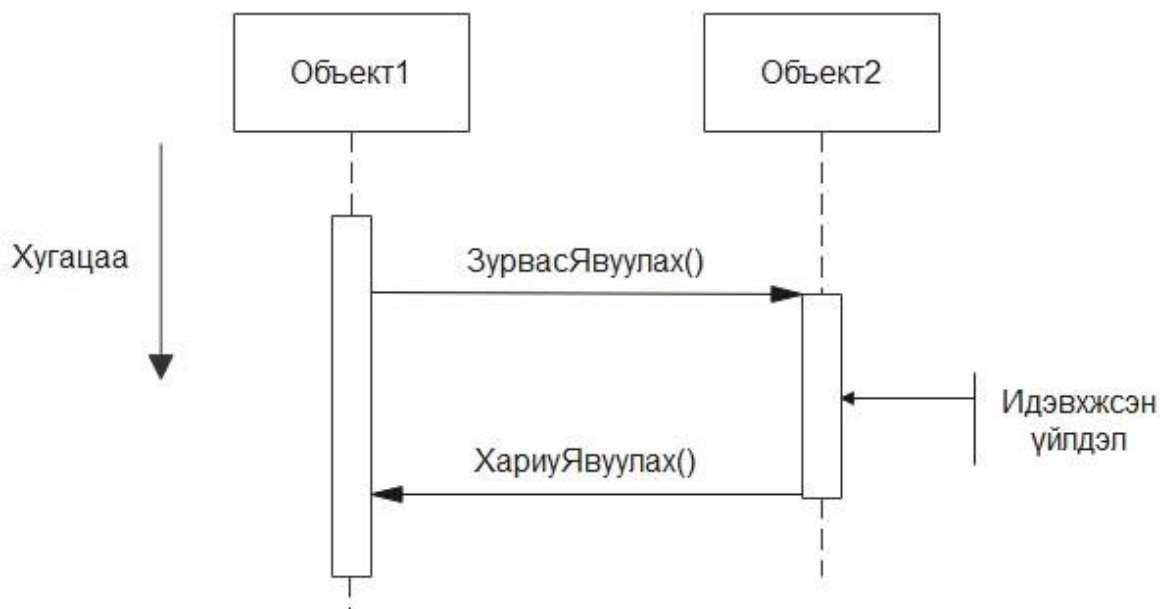 Объект1
Объект2
Хугацаа
ЗурвасЯвуулах()
Идэвхжсэн
үйлдэл
ХариуЯвуулах()